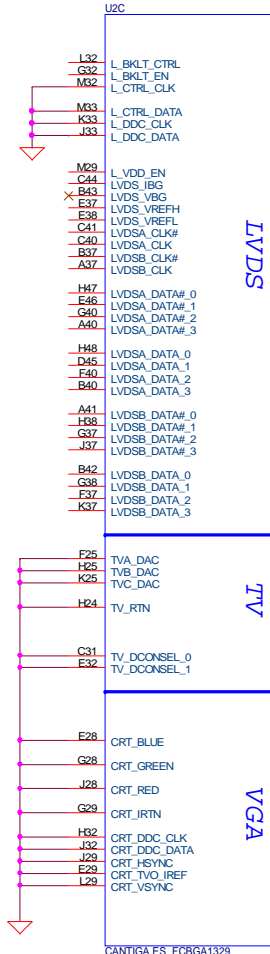 U2C
L32 L_BKLT_CTRL
G32 L_BKLT_EN
M32 L_CTRL_CLK
M33 L_CTRL_DATA
K33 L_DDC_CLK
J33 L_DDC_DATA
M29 L_VDD_EN
C44 LVDS_IBG
B43 LVDS_VBG
E37 LVDS_VREFH
E38 LVDS_VREFL
C41 LVDSA_CLK#
C40 LVDSA_CLK
B37 LVDSB_CLK#
A37 LVDSB_CLK
LVDS
H47 LVDSA_DATA#_0
E46 LVDSA_DATA#_1
G40 LVDSA_DATA#_2
A40 LVDSA_DATA#_3
H48 LVDSA_DATA_0
D45 LVDSA_DATA_1
F40 LVDSA_DATA_2
B40 LVDSA_DATA_3
A41 LVDSB_DATA#_0
H38 LVDSB_DATA#_1
G37 LVDSB_DATA#_2
J37 LVDSB_DATA#_3
B42 LVDSB_DATA_0
G38 LVDSB_DATA_1
F37 LVDSB_DATA_2
K37 LVDSB_DATA_3
F25 TVA_DAC
H25 TVB_DAC
K25 TVC_DAC
H24 TV_RTN
TV
C31 TV_DCONSEL_0
E32 TV_DCONSEL_1
E28 CRT_BLUE
G28 CRT_GREEN
J28 CRT_RED
G29 CRT_IRTN
VGA
H32 CRT_DDC_CLK
J32 CRT_DDC_DATA
J29 CRT_HSYNC
E29 CRT_TVO_IREF
L29 CRT_VSYNC
CANTIGA ES_FCBGA1329